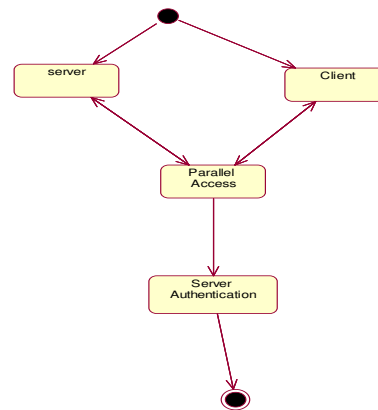 server
Client
Parallel
Access
Server
Authentication